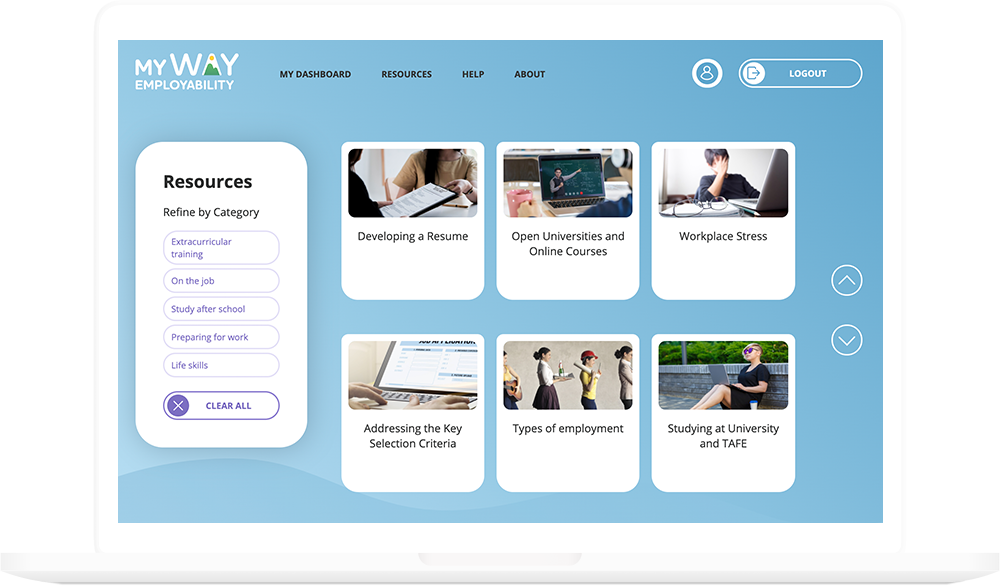 MY WAY
EMPLOYABILITY
MY DASHBOARD
RESOURCES
HELP
ABOUT
LOGOUT
Resources
Refine by Category
Extracurricular
training
On the job
Study after school
Preparing for work
Life skills
CLEAR ALL
Developing a Resume
Open Universities and
Online Courses
Workplace Stress
JOB APPLICATION
Addressing the Key
Selection Criteria
Types of employment
Studying at University
and TAFE